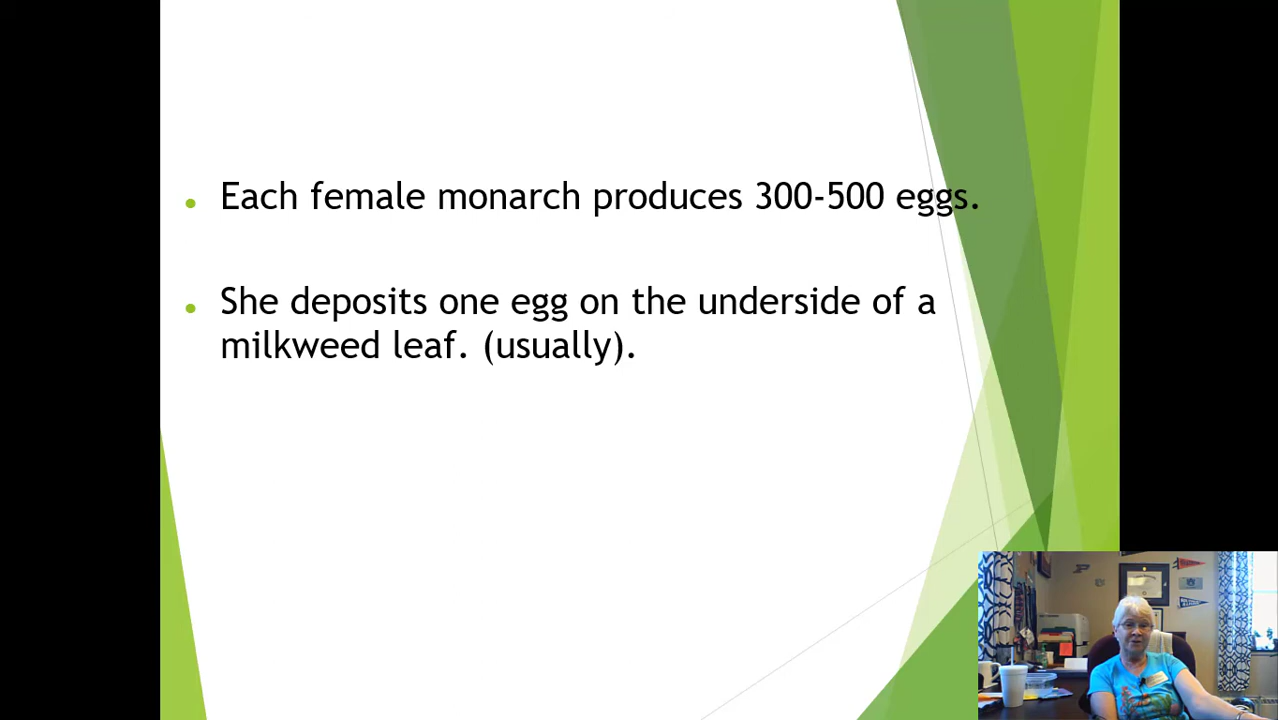 Each female monarch produces 300-500 eggs.
She deposits one egg on the underside of a
milkweed leaf. (usually).